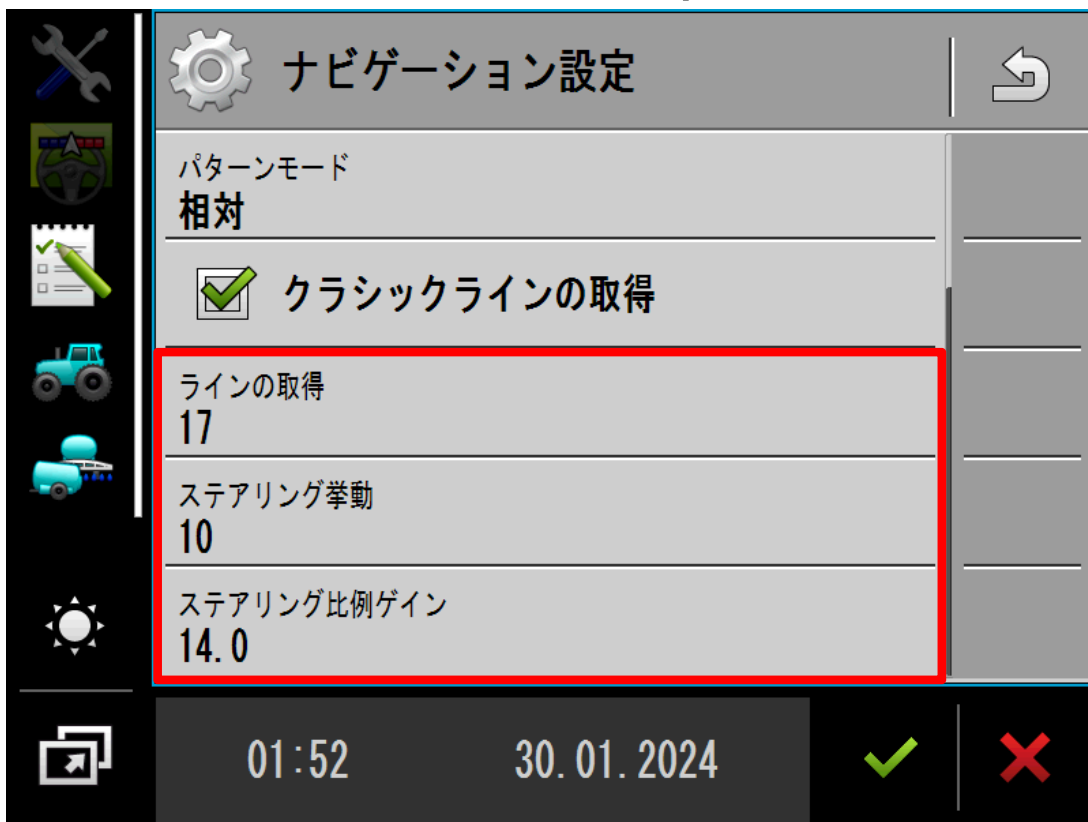 ナビゲーション設定
パターンモード
相対
クラシックラインの取得
ラインの取得
17
ステアリング挙動
10
ステアリング比例ゲイン
14.0
01:52 30.01.2024